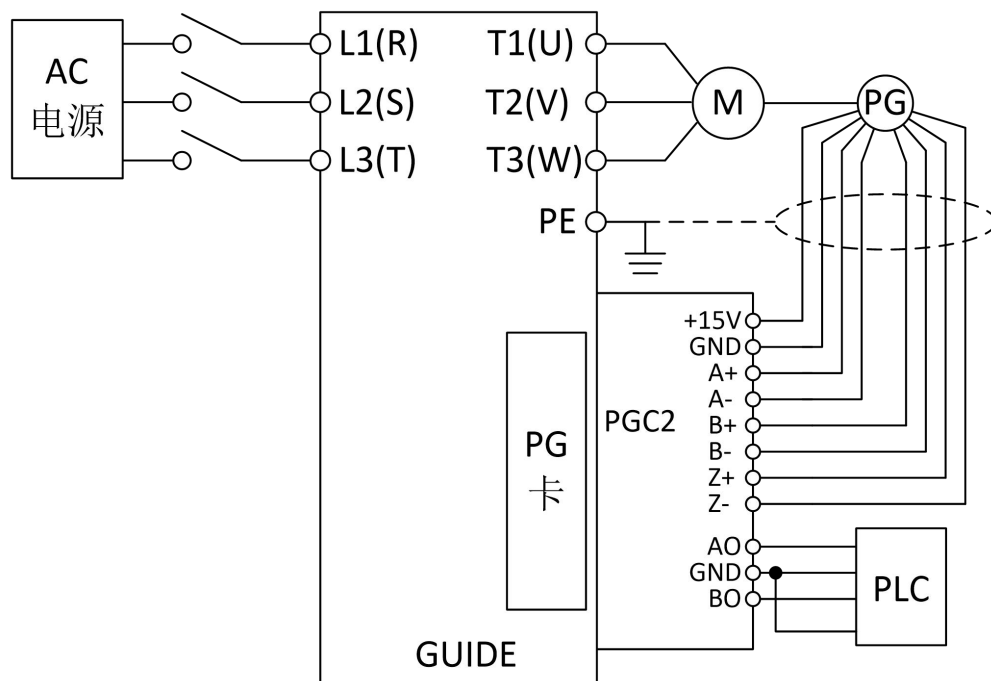 AC
电源
L1(R)
L2(S)
L3(T)
T1(U)
T2(V)
T3(W)
PE
M
PG
+15V
GND
A+
A-
B+
B-
Z+
Z-
PGC2
PG
卡
AO
GND
BO
PLC
GUIDE